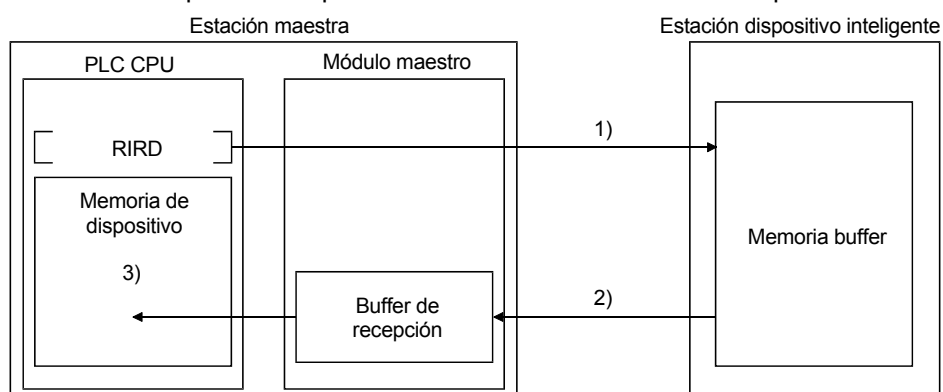 Estación maestra
Estación dispositivo inteligente
PLC CPU
Módulo maestro
1)
RIRD
Memoria de
dispositivo
Memoria buffer
3)
2)
Buffer de
recepción